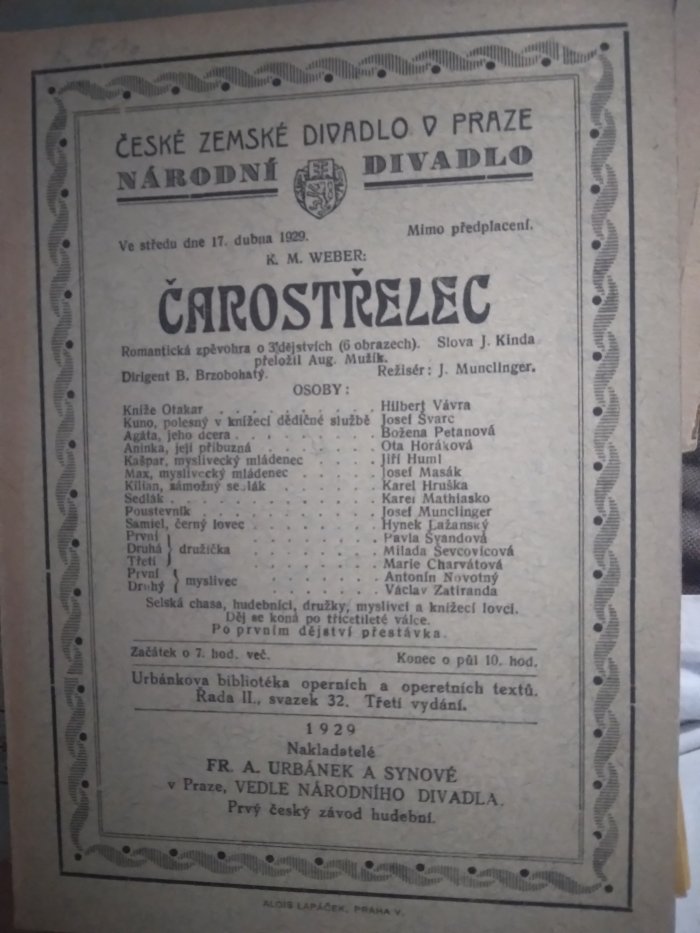 ČESKÉ ZEMSKÉ DIVADLO V PRAZE
NÁRODNÍ DIVADLO
Ve středu dne 17. dubna 1929. Mimo předplacení.
K. M. WEBER:
ČAROSTŘELEC
Romantická zpěvohra o 3 dějstvích (6 obrazech). Slova J. Kinda
přeložil Aug. Mužík.
Dirigent B. Brzobohatý. Režisér: J. Munclinger.
OSOBY:
Kníže Otakar . . . . . . . . . . Hilbert Vávra
Kuno, polesný v knížecí dědičné službě Josef Švarc
Agáta, jeho dcera . . . . . . . . Božena Petanová
Aninka, její příbuzná . . . . . . Ota Horáková
Kašpar, myslivecký mládenec . . . . . Jiří Huml
Max, myslivecký mládenec . . . . . . Josef Masák
Kilian, zámožný sedlák . . . . . . Karel Hruška
Sedlák . . . . . . . . . . Karel Mathiasko
Poustevník . . . . . . . . . Josef Munclinger
Samiel, černý lovec . . . . . . . Hynek Lažanský
První . . . . . . Pavla Švandová
Druhá } družička . . . . . . Milada Ševcovicová
Třetí . . . . . . Marie Charvátová
První . . . . . . Antonín Novotný
Druhý { myslivec . . . . . . Václav Zatiranda
Selská chasa, hudebníci, družky, myslivci a knížecí lovci.
Děj se koná po třicetileté válce.
Po prvním dějství přestávka.
Začátek o 7. hod. več. Konec o půl 10. hod.
Urbánkova bibliotéka operních a operetních textů.
Řada II., svazek 32. Třetí vydání.
1929
Nakladatelé
FR. A. URBÁNEK A SYNOVÉ
v Praze, VEDLE NÁRODNÍHO DIVADLA.
Prvý český závod hudební.
ALOIS LAPÁČEK, PRAHA V.